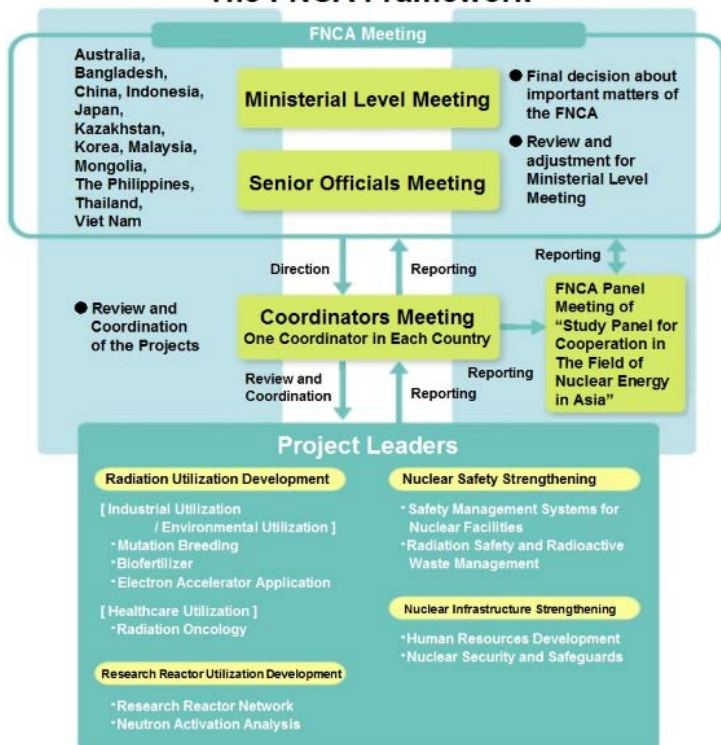 The FNCA Framework
FNCA Meeting
Australia,
Bangladesh,
China, Indonesia,
Japan,
Kazakhstan,
Korea, Malaysia,
Mongolia,
The Philippines,
Thailand,
Viet Nam
Ministerial Level Meeting
Senior Officials Meeting
● Final decision about
important matters of
the FNCA
● Review and
adjustment for
Ministerial Level
Meeting
Direction
Reporting
Reporting
● Review and
Coordination
of the Projects
Coordinators Meeting
One Coordinator in Each Country
FNCA Panel
Meeting of
“Study Panel for
Cooperation in
The Field of
Nuclear Energy
in Asia”
Review and
Coordination
Reporting
Reporting
Project Leaders
Radiation Utilization Development
[ Industrial Utilization
/ Environmental Utilization ]
・Mutation Breeding
・Biofertilizer
・Electron Accelerator Application
[ Healthcare Utilization ]
・Radiation Oncology
Research Reactor Utilization Development
・Research Reactor Network
・Neutron Activation Analysis
Nuclear Safety Strengthening
・Safety Management Systems for
Nuclear Facilities
・Radiation Safety and Radioactive
Waste Management
Nuclear Infrastructure Strengthening
・Human Resources Development
・Nuclear Security and Safeguards